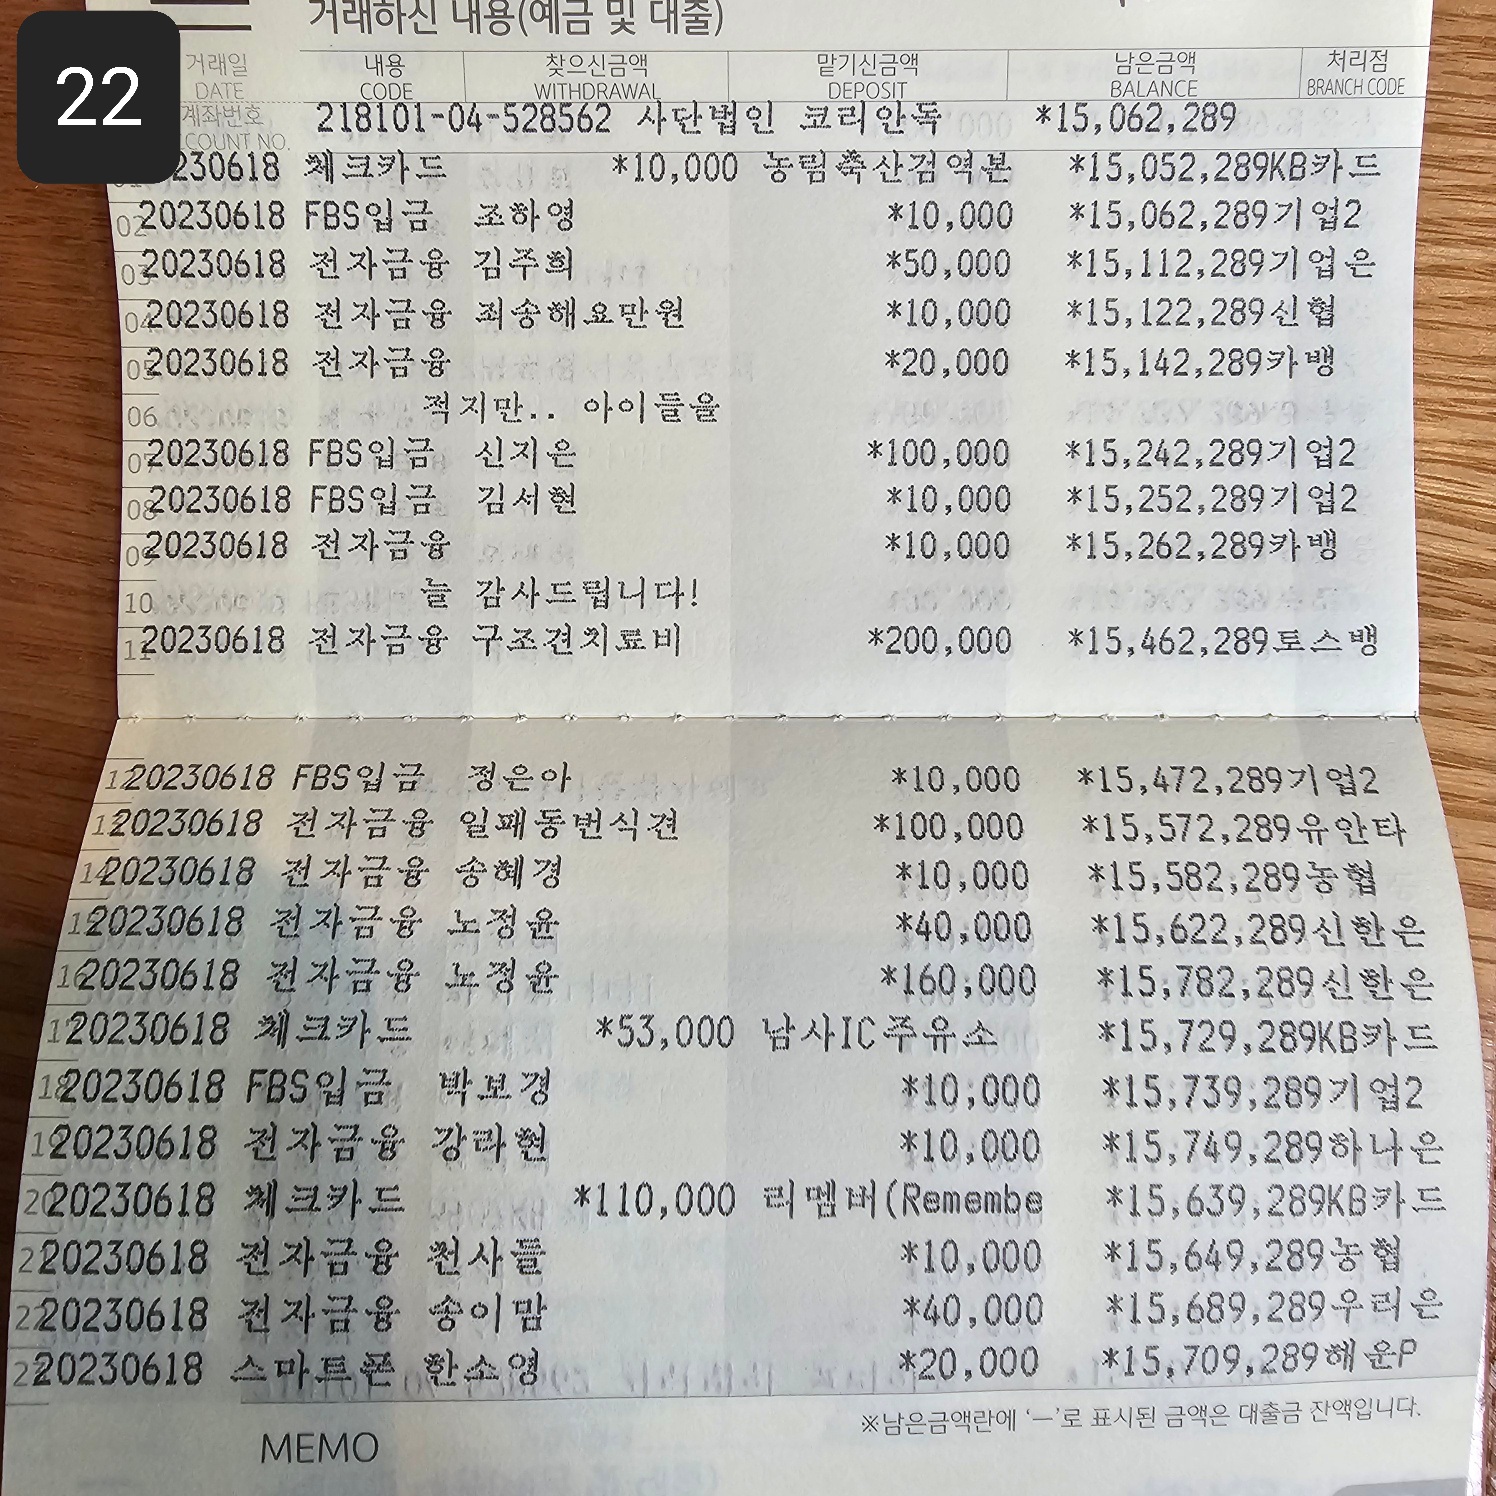 22
거래하신 내용(예금 및 대출)
거래일 내용 찾으신금액 맡기신금액 남은금액 처리점
DATE CODE WITHDRAWAL DEPOSIT BALANCE BRANCH CODE
계좌번호 218101-04-528562 사단법인 코리안독 *15,062,289
COUNT NO.
230618 체크카드 *10,000 농림축산검역본 *15,052,289KB카드
02 20230618 FBS입금 조하영 *10,000 *15,062,289기업2
03 20230618 전자금융 김주희 *50,000 *15,112,289기업은
04 20230618 전자금융 죄송해요만원 *10,000 *15,122,289신협
05 20230618 전자금융 *20,000 *15,142,289카뱅
06 적지만.. 아이들을
07 20230618 FBS입금 신지은 *100,000 *15,242,289기업2
08 20230618 FBS입금 김서현 *10,000 *15,252,289기업2
09 20230618 전자금융 *10,000 *15,262,289카뱅
10 늘 감사드립니다!
11 20230618 전자금융 구조견치료비 *200,000 *15,462,289토스뱅
12 20230618 FBS입금 정은아 *10,000 *15,472,289기업2
13 20230618 전자금융 일패동번식견 *100,000 *15,572,289유안타
14 20230618 전자금융 송혜경 *10,000 *15,582,289농협
15 20230618 전자금융 노정윤 *40,000 *15,622,289신한은
16 20230618 전자금융 노정윤 *160,000 *15,782,289신한은
17 20230618 체크카드 *53,000 남사IC주유소 *15,729,289KB카드
18 20230618 FBS입금 박보경 *10,000 *15,739,289기업2
19 20230618 전자금융 강라현 *10,000 *15,749,289하나은
20 20230618 체크카드 *110,000 리멤버(Remembe *15,639,289KB카드
21 20230618 전자금융 천사들 *10,000 *15,649,289농협
22 20230618 전자금융 송이맘 *40,000 *15,689,289우리은
23 20230618 스마트폰 한소영 *20,000 *15,709,289해운P
※남은금액란에 '—'로 표시된 금액은 대출금 잔액입니다.
MEMO